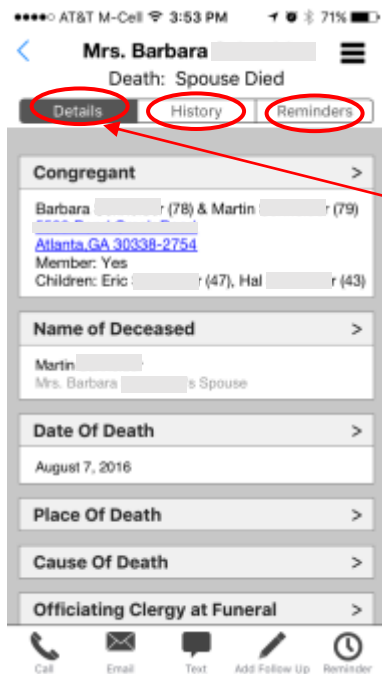 AT&T M-Cell 3:53 PM 71%
Mrs. Barbara
Death: Spouse Died
Details History Reminders
Congregant >
Barbara r (78) & Martin r (79)
Atlanta,GA 30338-2754
Member: Yes
Children: Eric r (47), Hal r (43)
Name of Deceased >
Martin
Mrs. Barbara s Spouse
Date Of Death >
August 7, 2016
Place Of Death >
Cause Of Death >
Officiating Clergy at Funeral >
Call Email Text Add Follow Up Reminder